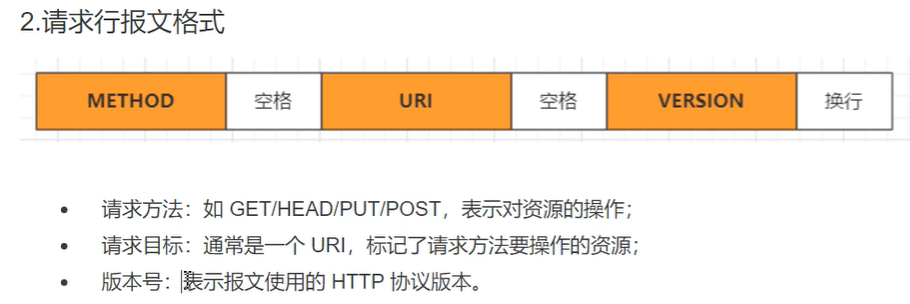 2.请求行报文格式
METHOD 空格 URI 空格 VERSION 换行
• 请求方法：如 GET/HEAD/PUT/POST，表示对资源的操作；
• 请求目标：通常是一个 URI，标记了请求方法要操作的资源；
• 版本号：表示报文使用的 HTTP 协议版本。